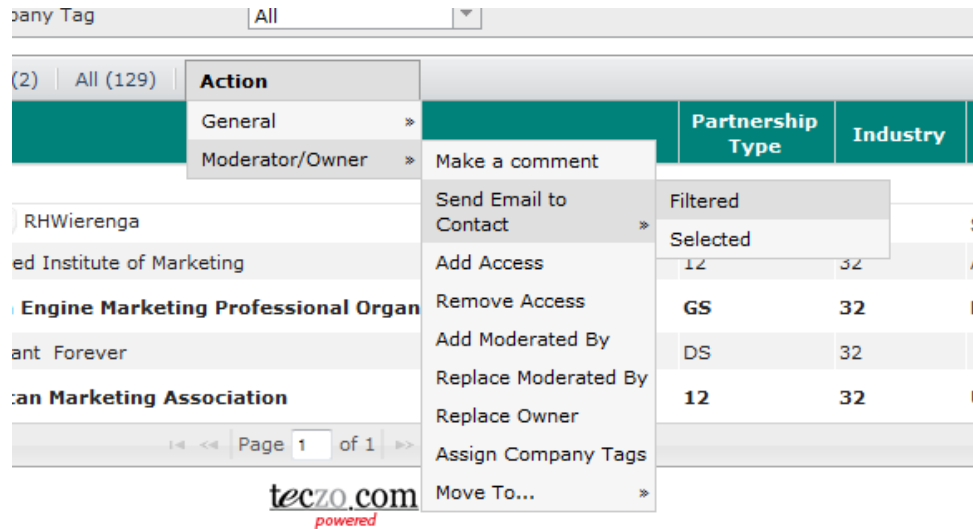 pany Tag All
(2) All (129) Action
General »
Partnership Type Industry
Moderator/Owner »
Make a comment
Send Email to Contact »
Filtered
Selected
RHWierenga
ed Institute of Marketing
Add Access
12 32
Remove Access
Engine Marketing Professional Organ
GS 32
Add Moderated By
ant Forever
DS 32
Replace Moderated By
can Marketing Association
12 32
Replace Owner
Page 1 of 1
Assign Company Tags
Move To... »
teczo.com
powered